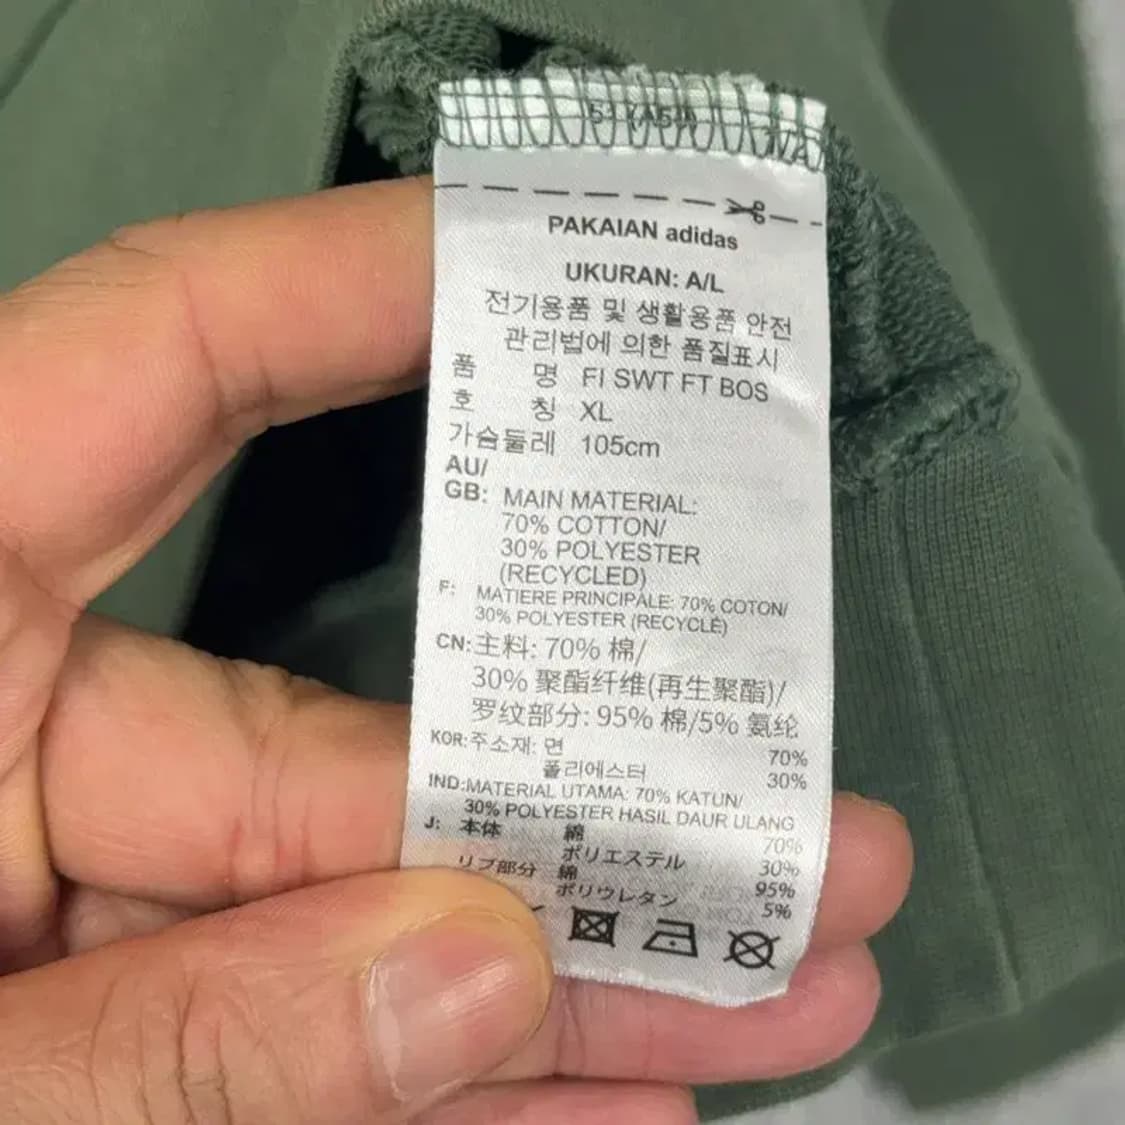 PAKAIAN adidas
UKURAN: A/L
전기용품 및 생활용품 안전
관리법에 의한 품질표시
품 명 FI SWT FT BOS
호 칭 XL
가슴둘레 105cm
AU/
GB: MAIN MATERIAL:
70% COTTON/
30% POLYESTER
(RECYCLED)
F: MATIERE PRINCIPALE: 70% COTON/
30% POLYESTER (RECYCLÉ)
CN: 主料: 70% 棉/
30% 聚酯纤维(再生聚酯)/
罗纹部分: 95% 棉/5% 氨纶
KOR: 주소재: 면 70%
폴리에스터 30%
IND: MATERIAL UTAMA: 70% KATUN/
30% POLYESTER HASIL DAUR ULANG
J: 本体 綿 70%
ポリエステル 30%
リブ部分 綿 95%
ポリウレタン 5%